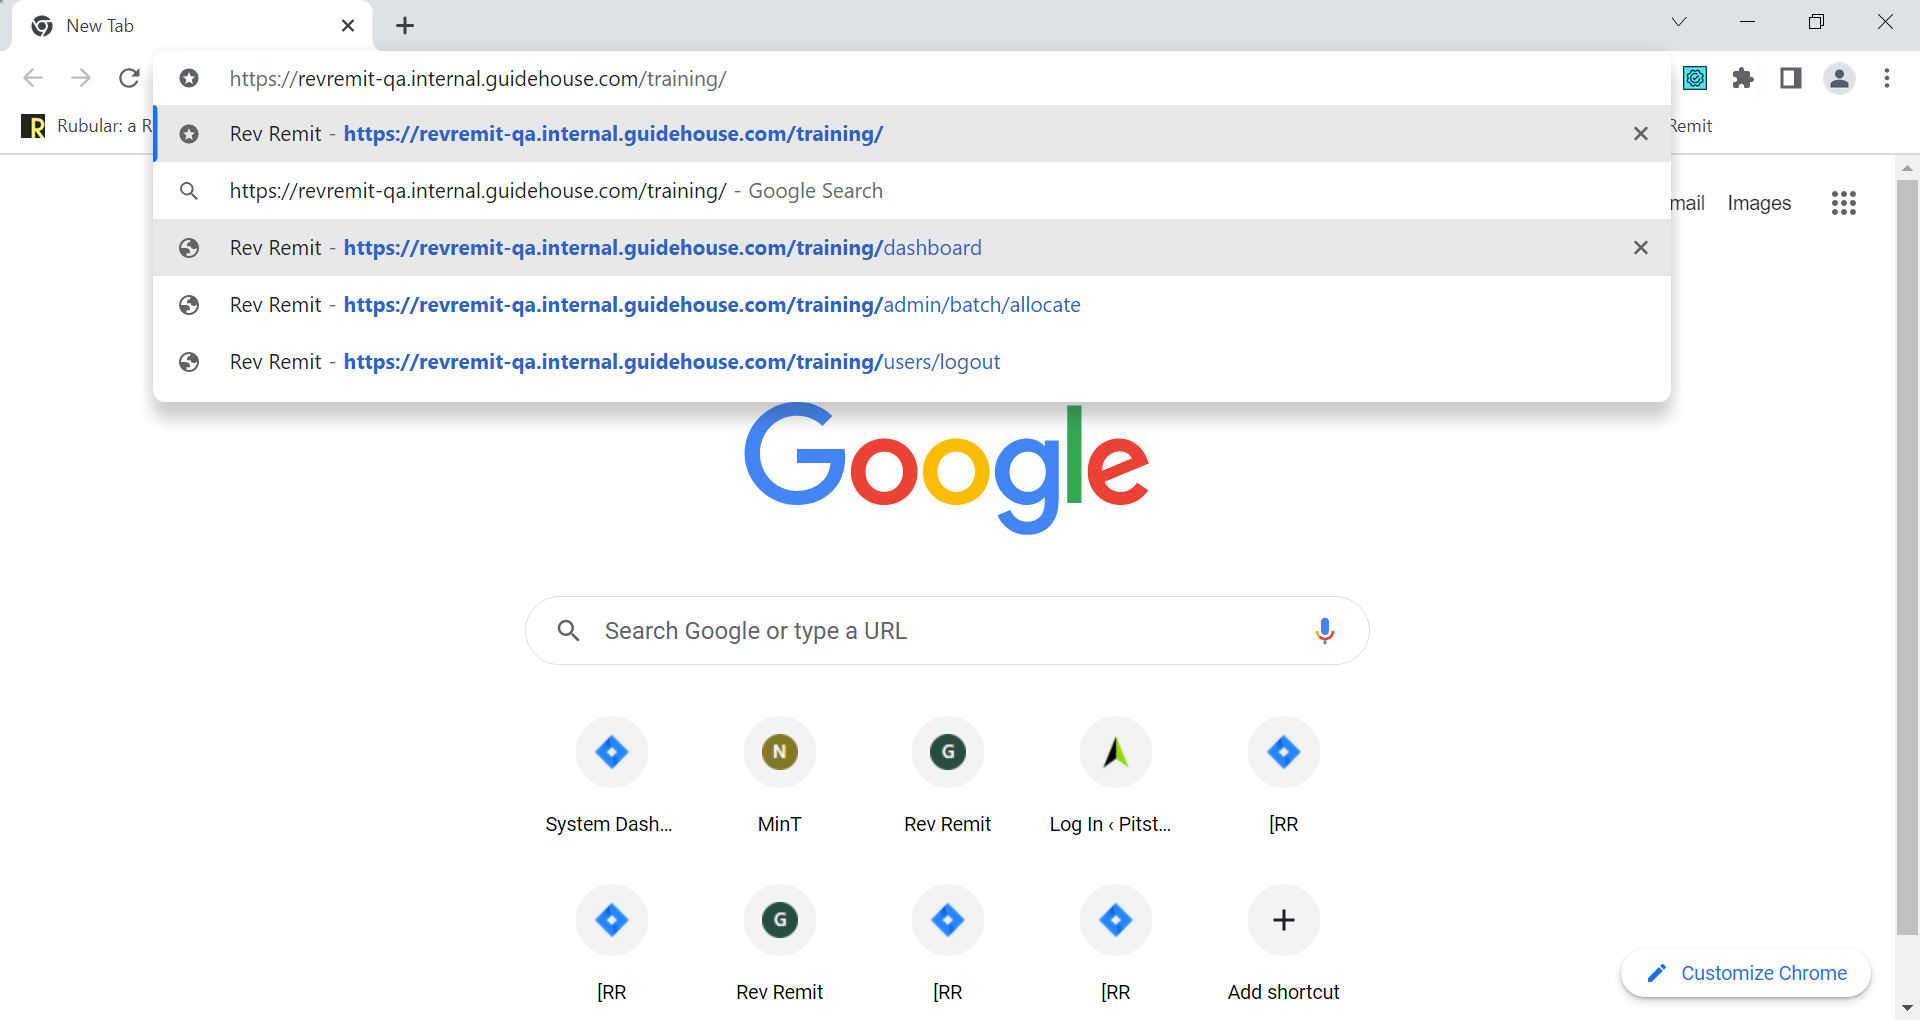 New Tab
https://revremit-qa.internal.guidehouse.com/training/
Rubular: a R
Rev Remit - https://revremit-qa.internal.guidehouse.com/training/
Remit
https://revremit-qa.internal.guidehouse.com/training/ - Google Search
mail Images
Rev Remit - https://revremit-qa.internal.guidehouse.com/training/dashboard
Rev Remit - https://revremit-qa.internal.guidehouse.com/training/admin/batch/allocate
Rev Remit - https://revremit-qa.internal.guidehouse.com/training/users/logout
Google
Search Google or type a URL
N G
System Dash... MinT Rev Remit Log In ‹ Pitst... [RR
G
[RR Rev Remit [RR [RR Add shortcut
Customize Chrome